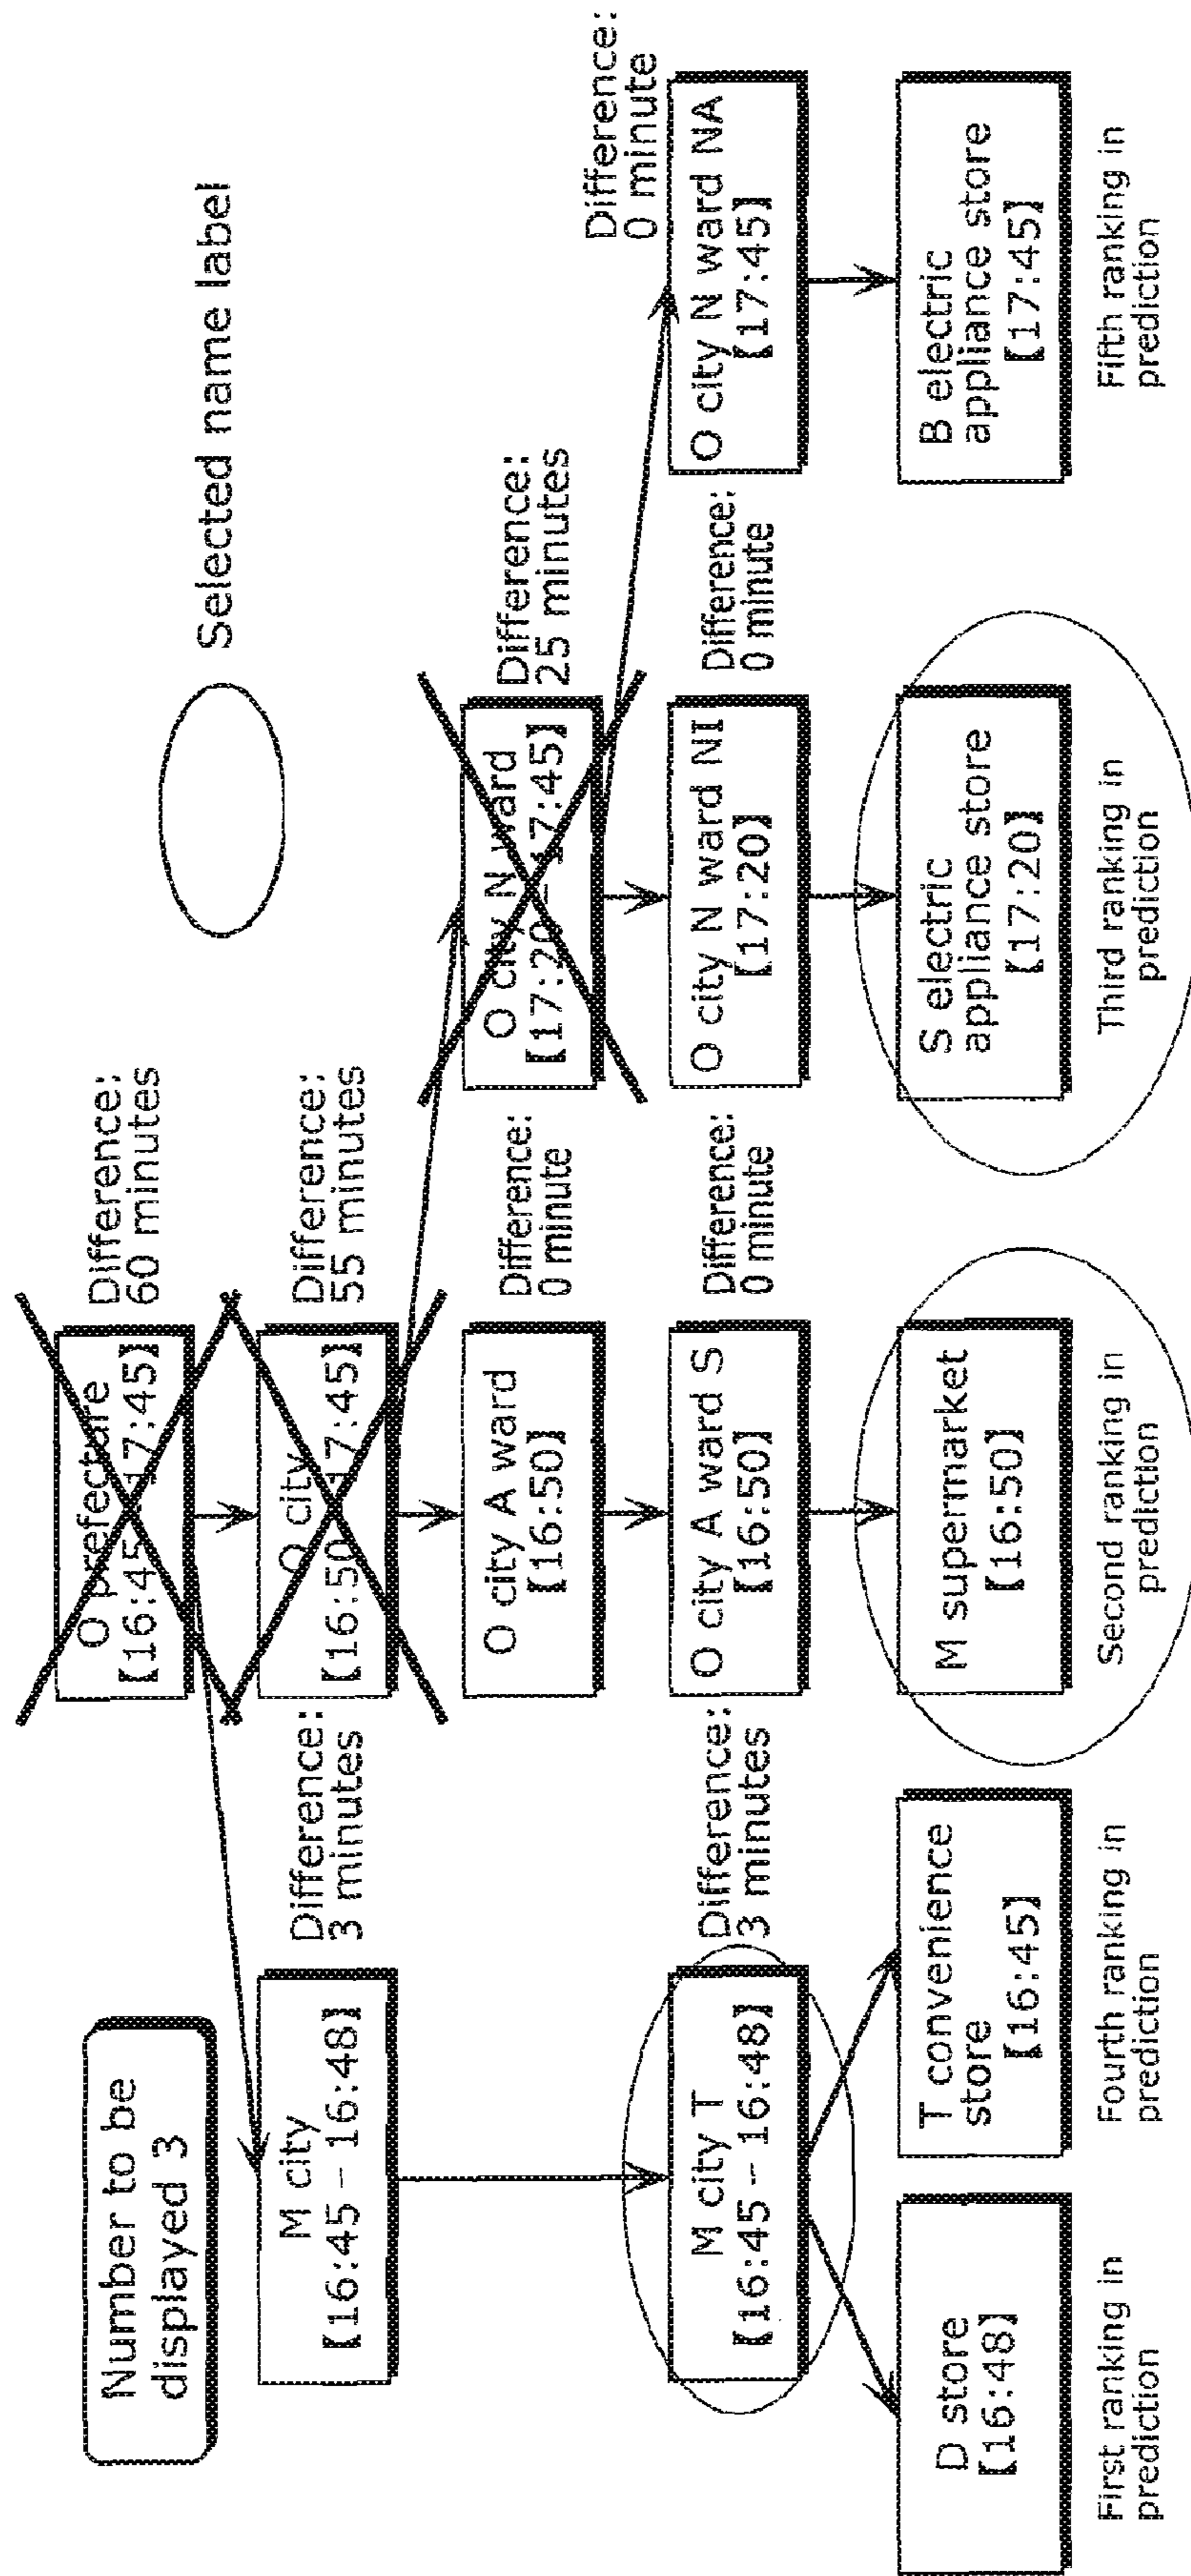 Number to be
displayed 3
Selected name label
O prefecture
【16:45 17:45】
Difference:
60 minutes
M city
【16:45 – 16:48】
Difference:
3 minutes
O city
【16:50 17:45】
Difference:
55 minutes
O city A ward
【16:50】
Difference:
0 minute
O city N ward
【17:20–17:45】
Difference:
25 minutes
M city T
【16:45 – 16:48】
Difference:
3 minutes
O city A ward S
【16:50】
Difference:
0 minute
O city N ward NI
【17:20】
Difference:
0 minute
O city N ward NA
【17:45】
Difference:
0 minute
D store
【16:48】
First ranking in
prediction
T convenience
store
【16:45】
Fourth ranking in
prediction
M supermarket
【16:50】
Second ranking in
prediction
S electric
appliance store
【17:20】
Third ranking in
prediction
B electric
appliance store
【17:45】
Fifth ranking in
prediction